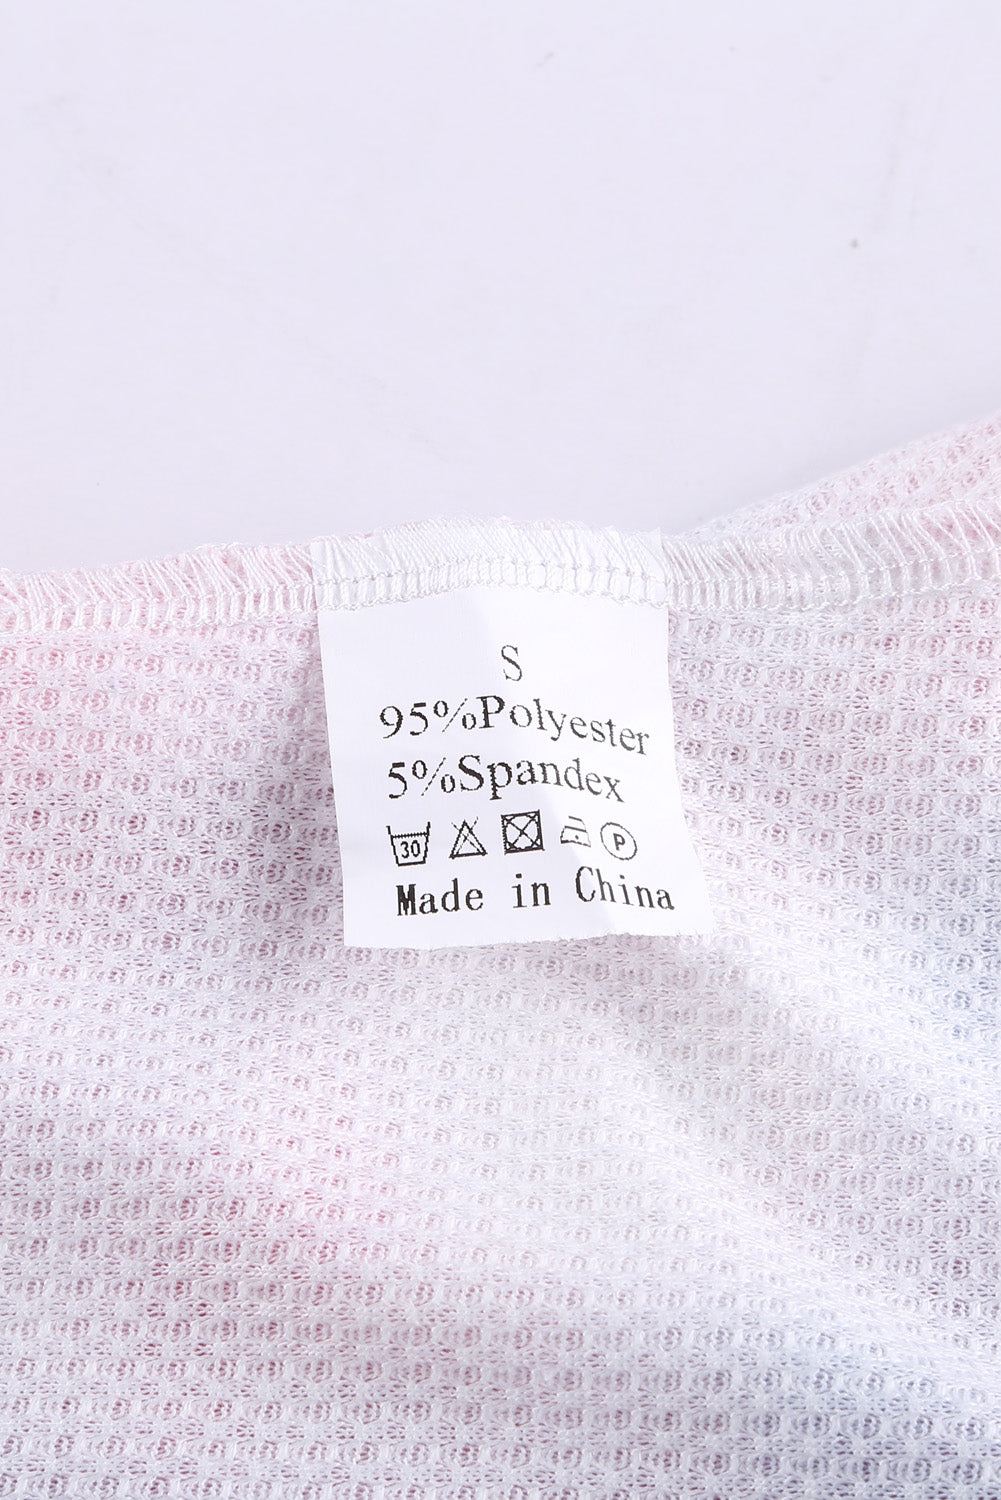 S
95%Polyester
5%Spandex
30 P
Made in China